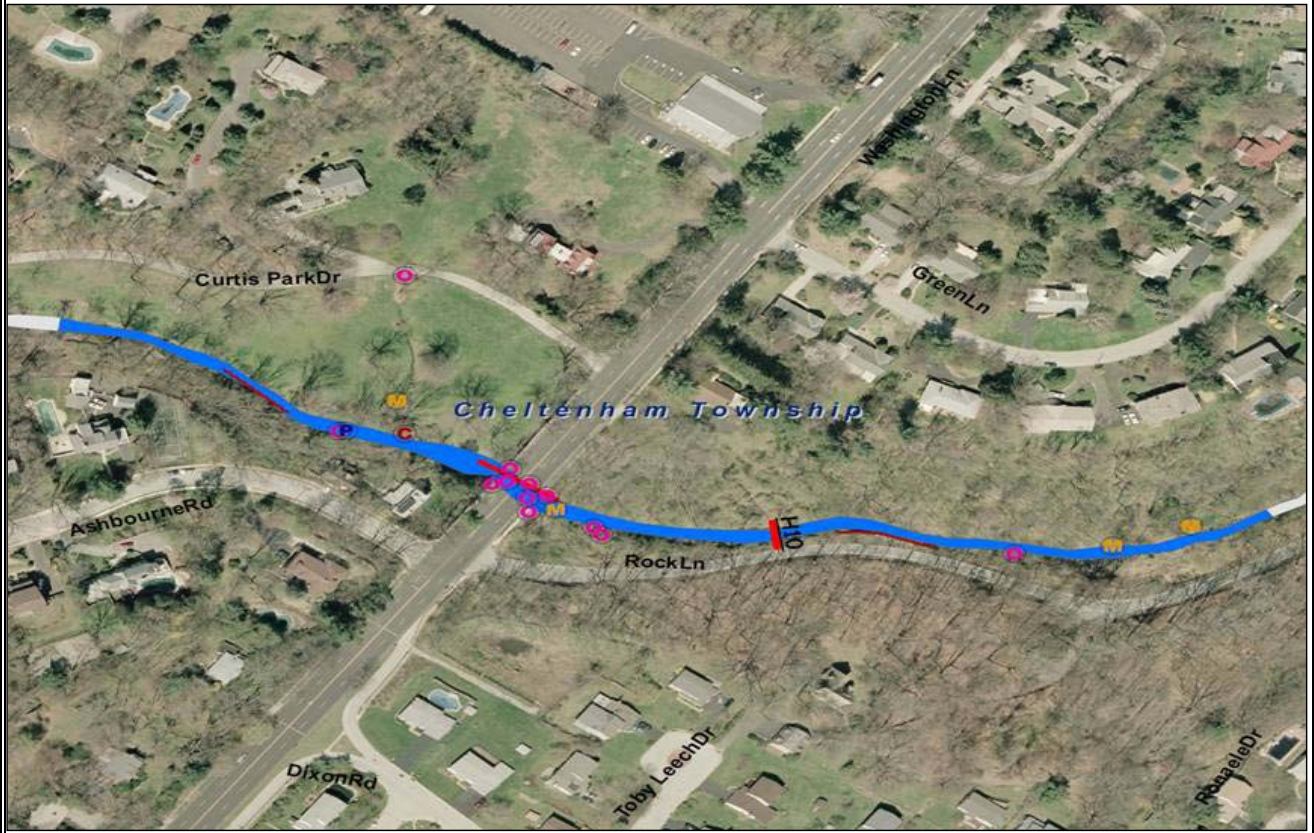 WashingtonLn
Curtis ParkDr
GreenLn
M
Cheltenham Township
P
C
AshbourneRd
M
H10
M
M
RockLn
DixonRd
Toby LeechDr
RonaeleDr